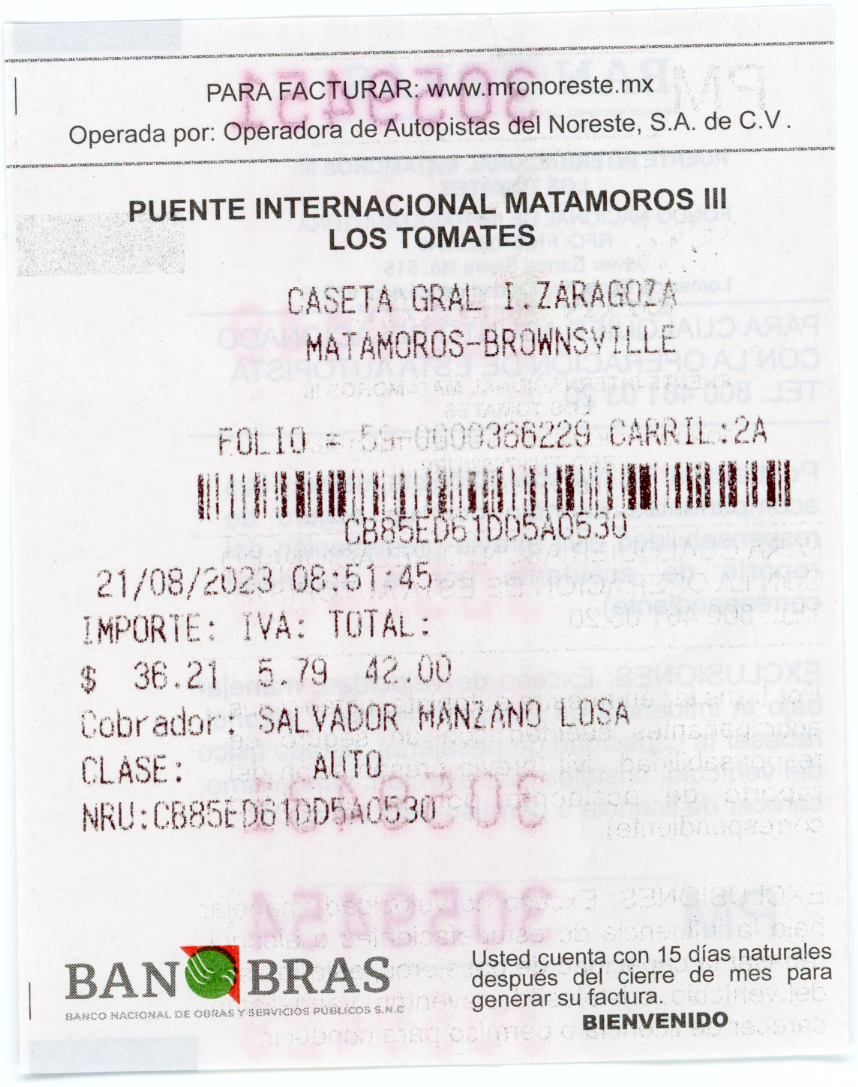 PARA FACTURAR: www.mronoreste.mx
Operada por: Operadora de Autopistas del Noreste, S.A. de C.V.
PUENTE INTERNACIONAL MATAMOROS III
LOS TOMATES
CASETA GRAL I.ZARAGOZA
MATAMOROS-BROWNSVILLE
FOLIO = 53-0000366229 CARRIL:2A
CB85ED61DD5A0530
21/08/2023 08:51:45
IMPORTE: IVA: TOTAL:
$ 36.21 5.79 42.00
Cobrador: SALVADOR MANZANO LOSA
CLASE: AUTO
NRU:CB85ED61DD5A0530
BANOBRAS
BANCO NACIONAL DE OBRAS Y SERVICIOS PÚBLICOS S.N.C
Usted cuenta con 15 días naturales
después del cierre de mes para
generar su factura.
BIENVENIDO